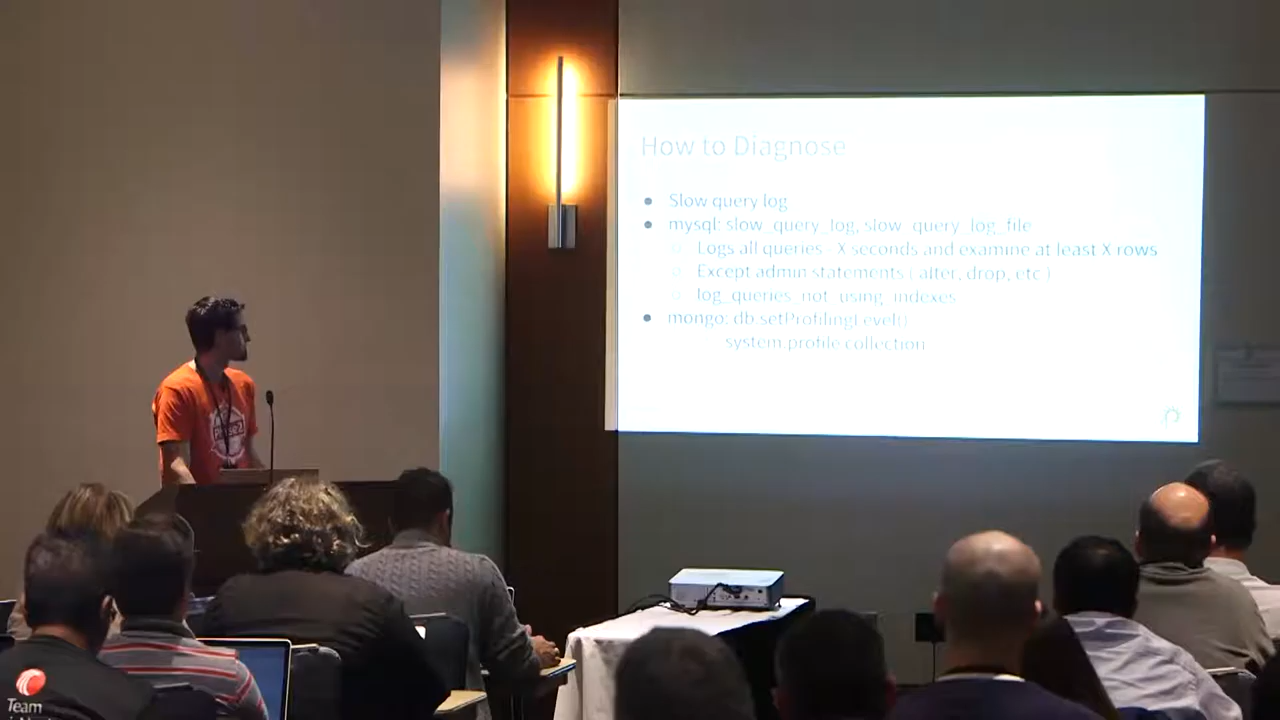 How to Diagnose
● Slow query log
● mysql: slow_query_log, slow_query_log_file
○ Logs all queries > X seconds and examine at least X rows
○ Except admin statements ( alter, drop, etc )
○ log_queries_not_using_indexes
● mongo: db.setProfilingLevel()
system.profile collection
Team